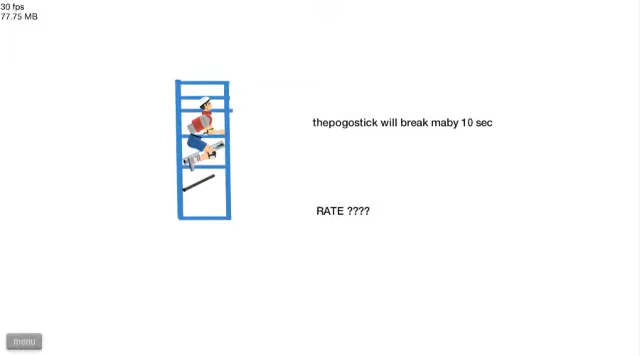 30 fps
77.75 MB
thepogostick will break maby 10 sec
RATE ????
menu